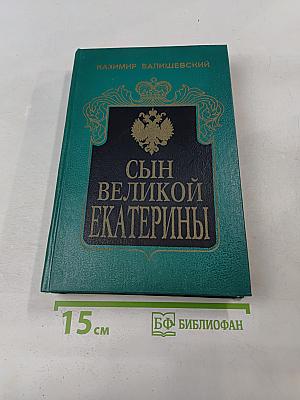 КАЗИМИР ВАЛИШЕВСКИЙ
СЫН
ВЕЛИКОЙ
ЕКАТЕРИНЫ
15 см
БФ БИБЛИОФАН